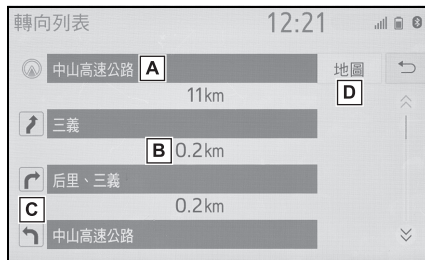 轉向列表 12:21
中山高速公路 A 地圖
11km D
三義
B 0.2km
后里、三義
C 0.2km
中山高速公路